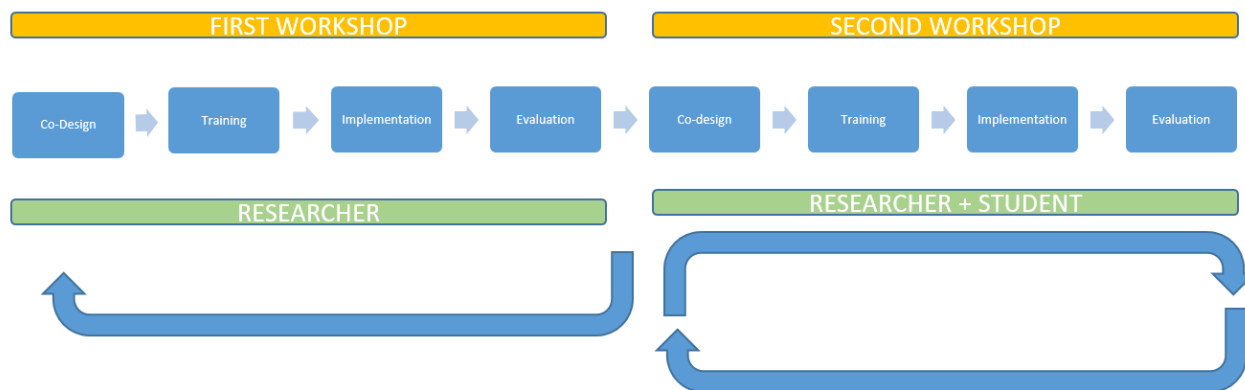 FIRST WORKSHOP
SECOND WORKSHOP
Co-Design
Training
Implementation
Evaluation
Co-design
Training
Implementation
Evaluation
RESEARCHER
RESEARCHER + STUDENT